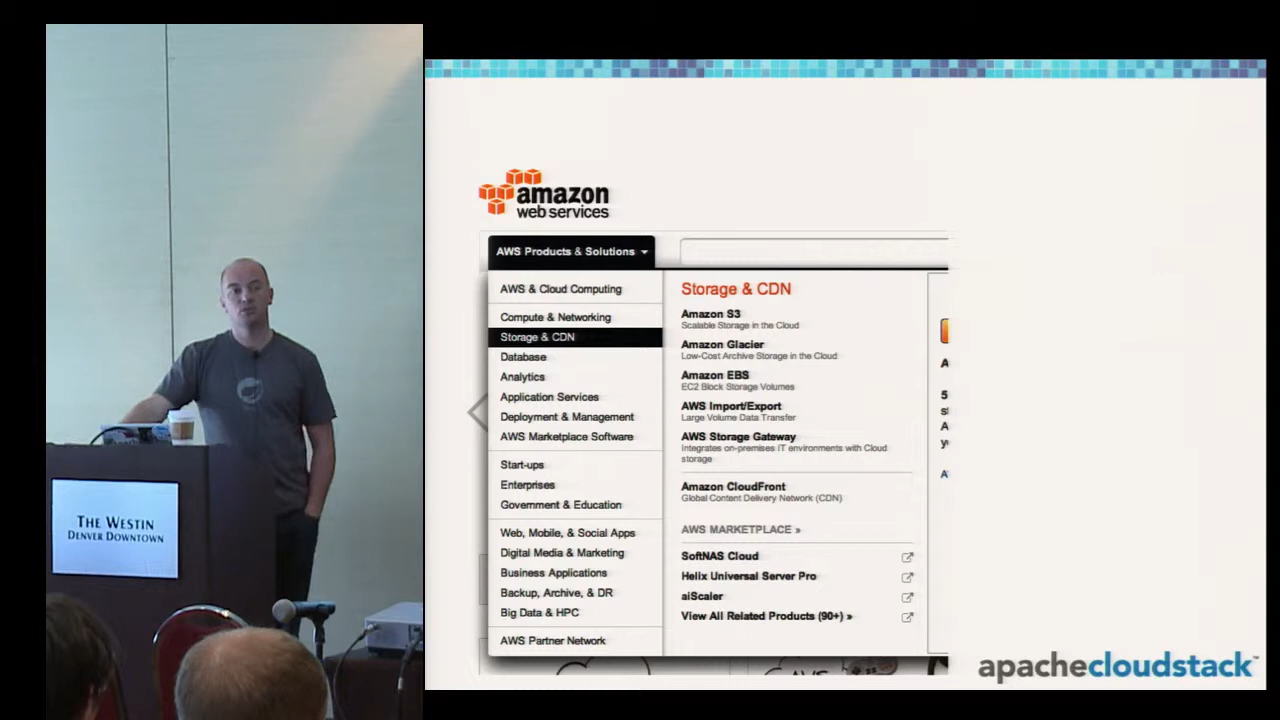 THE WESTIN
DENVER DOWNTOWN
amazon
web services
AWS Products & Solutions
AWS & Cloud Computing
Compute & Networking
Storage & CDN
Database
Analytics
Application Services
Deployment & Management
AWS Marketplace Software
Start-ups
Enterprises
Government & Education
Web, Mobile, & Social Apps
Digital Media & Marketing
Business Applications
Backup, Archive, & DR
Big Data & HPC
AWS Partner Network
Storage & CDN
Amazon S3
Scalable Storage in the Cloud
Amazon Glacier
Low-Cost Archive Storage in the Cloud
Amazon EBS
EC2 Block Storage Volumes
AWS Import/Export
Large Volume Data Transfer
AWS Storage Gateway
Integrates on-premises IT environments with Cloud
storage
Amazon CloudFront
Global Content Delivery Network (CDN)
AWS MARKETPLACE »
SoftNAS Cloud
Helix Universal Server Pro
aiScaler
View All Related Products (90+) »
apachecloudstack™